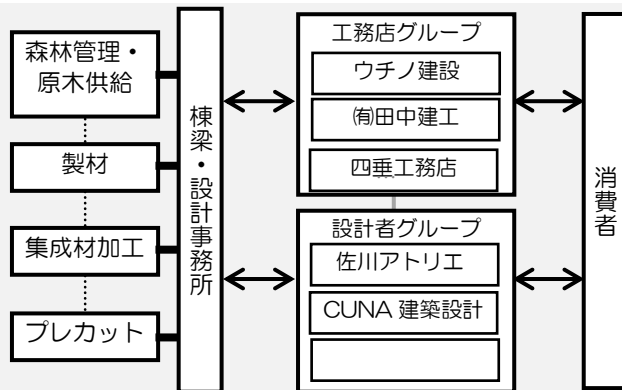 森林管理・
原木供給
製材
集成材加工
プレカット
棟梁・設計事務所
工務店グループ
ウチノ建設
㈲田中建工
四垂工務店
設計者グループ
佐川アトリエ
CUNA 建築設計
消費者